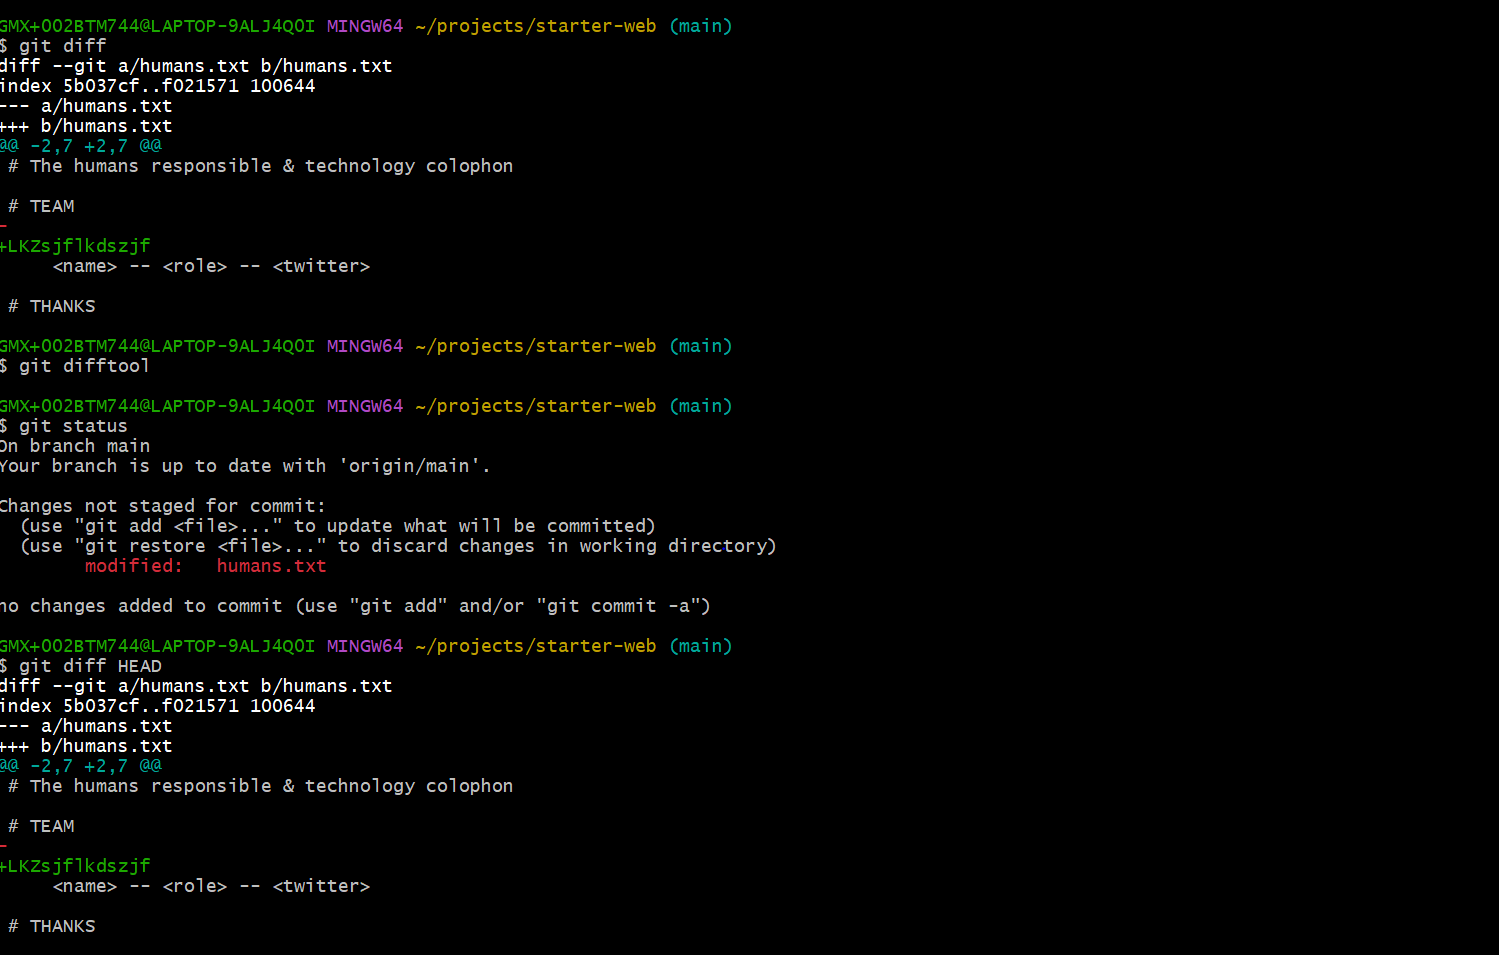 GMX+002BTM744@LAPTOP-9ALJ4Q0I MINGW64 ~/projects/starter-web (main)
$ git diff
diff --git a/humans.txt b/humans.txt
index 5b037cf..f021571 100644
--- a/humans.txt
+++ b/humans.txt
@@ -2,7 +2,7 @@
 # The humans responsible & technology colophon

 # TEAM
-
+LKZsjflkdszjf
     <name> -- <role> -- <twitter>

 # THANKS

GMX+002BTM744@LAPTOP-9ALJ4Q0I MINGW64 ~/projects/starter-web (main)
$ git difftool

GMX+002BTM744@LAPTOP-9ALJ4Q0I MINGW64 ~/projects/starter-web (main)
$ git status
On branch main
Your branch is up to date with 'origin/main'.

Changes not staged for commit:
  (use "git add <file>..." to update what will be committed)
  (use "git restore <file>..." to discard changes in working directory)
        modified:   humans.txt

no changes added to commit (use "git add" and/or "git commit -a")

GMX+002BTM744@LAPTOP-9ALJ4Q0I MINGW64 ~/projects/starter-web (main)
$ git diff HEAD
diff --git a/humans.txt b/humans.txt
index 5b037cf..f021571 100644
--- a/humans.txt
+++ b/humans.txt
@@ -2,7 +2,7 @@
 # The humans responsible & technology colophon

 # TEAM
-
+LKZsjflkdszjf
     <name> -- <role> -- <twitter>

 # THANKS